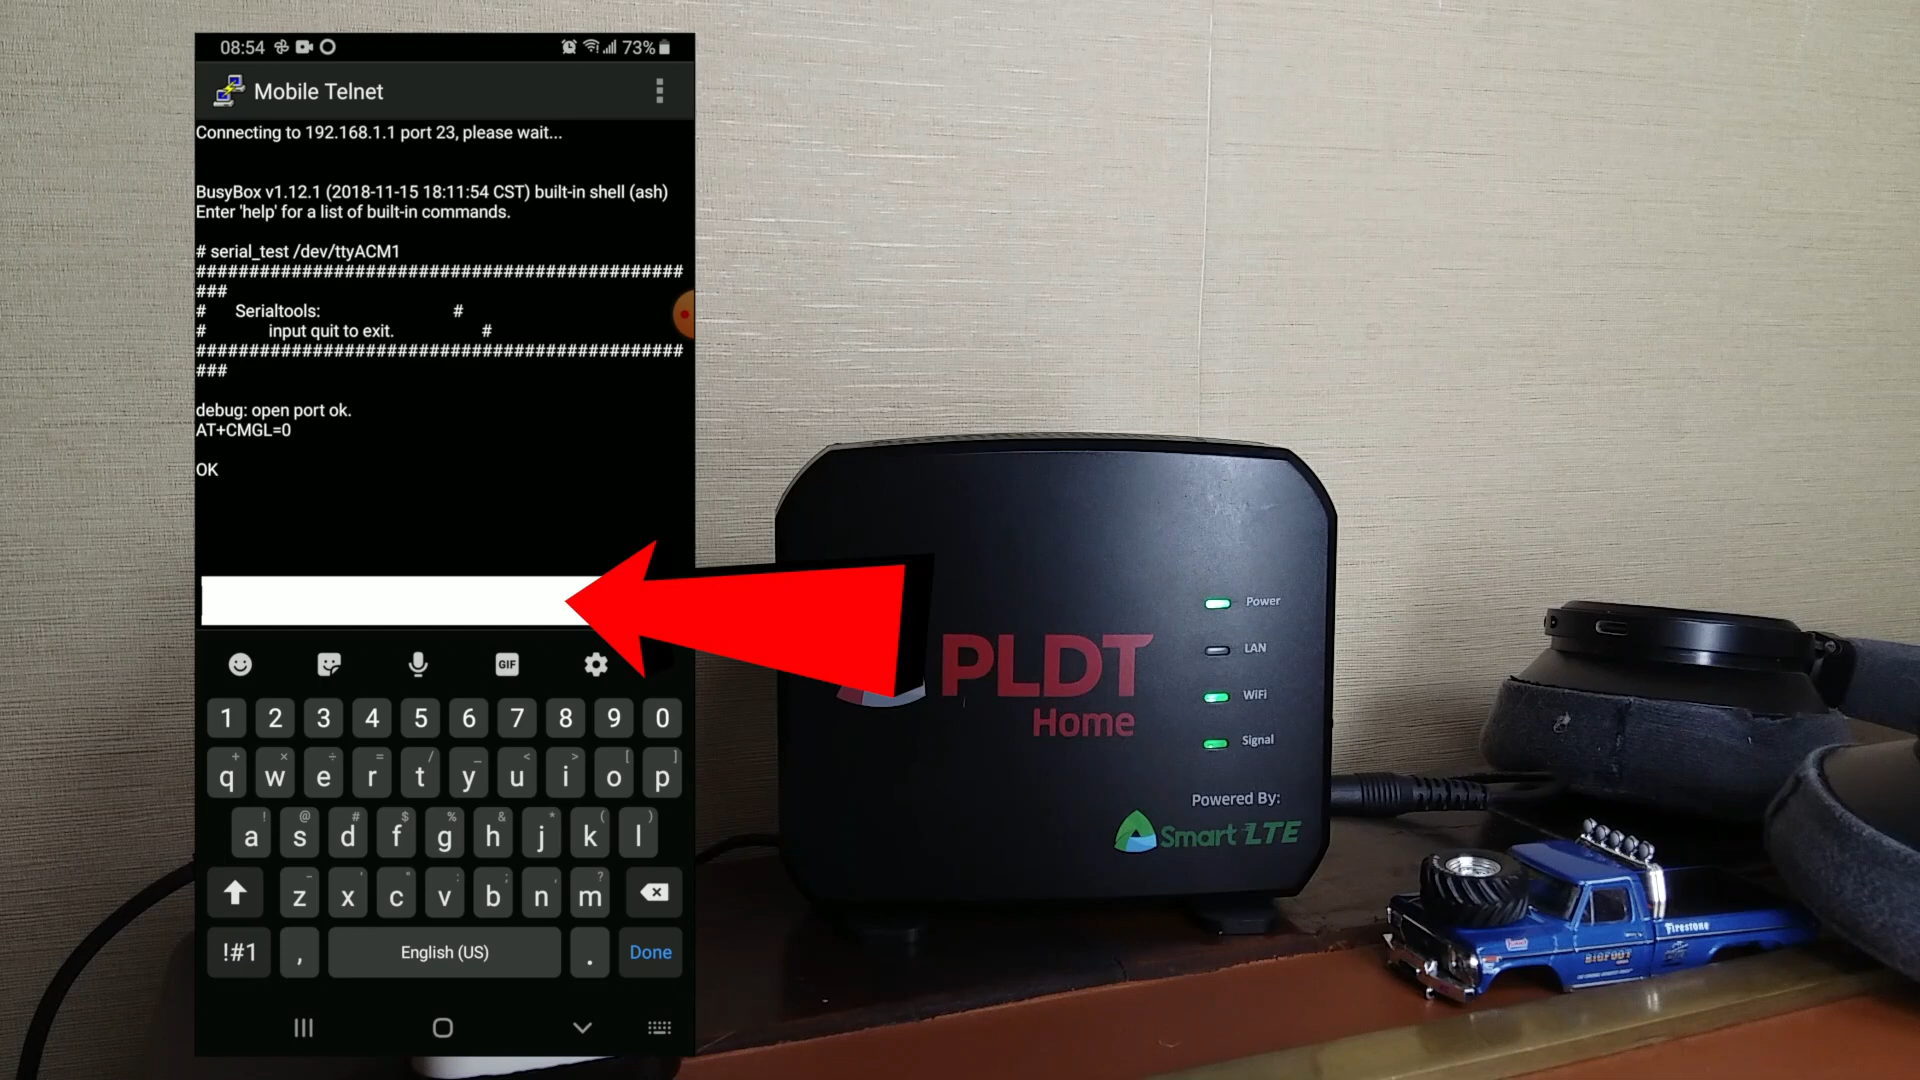 08:54
73%
Mobile Telnet
Connecting to 192.168.1.1 port 23, please wait...
BusyBox v1.12.1 (2018-11-15 18:11:54 CST) built-in shell (ash)
Enter 'help' for a list of built-in commands.
# serial_test /dev/ttyACM1
##############################################
###
# Serialtools: #
# input quit to exit. #
##############################################
###
debug: open port ok.
AT+CMGL=0
OK
GIF
1 2 3 4 5 6 7 8 9 0
+ × ÷ = / _ < > [ ]
q w e r t y u i o p
! @ # $ % & * ( )
a s d f g h j k l
- ' " : ; , ?
z x c v b n m
!#1 , English (US) . Done
PLDT
Home
Power
LAN
WiFi
Signal
Powered By:
Smart LTE
Firestone
BIGFOOT